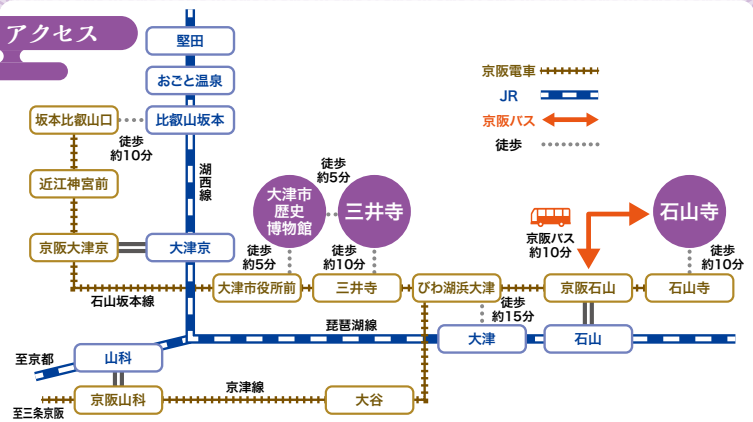 アクセス
堅田
おごと温泉
坂本比叡山口
比叡山坂本
徒歩
約10分
近江神宮前
湖西線
京阪大津京
大津京
石山坂本線
京阪電車
JR
京阪バス
徒歩
徒歩
約5分
大津市
歴史
博物館
三井寺
石山寺
京阪バス
約10分
徒歩
約5分
徒歩
約10分
徒歩
約10分
大津市役所前
三井寺
びわ湖浜大津
京阪石山
石山寺
徒歩
約15分
琵琶湖線
大津
石山
至京都
山科
京津線
京阪山科
大谷
至三条京阪